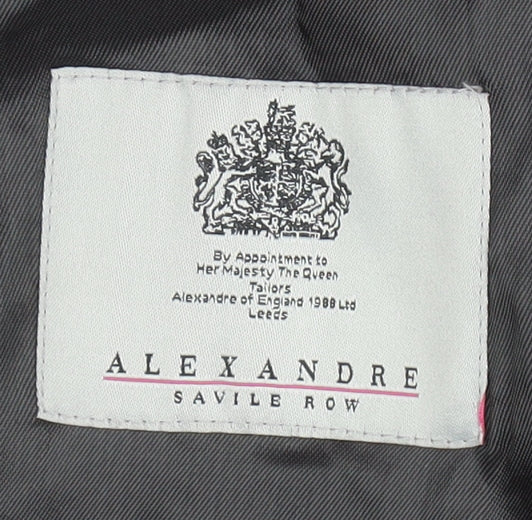 By Appointment to
Her Majesty The Queen
Tailors
Alexandre of England 1988 Ltd
Leeds
ALEXANDRE
SAVILE ROW